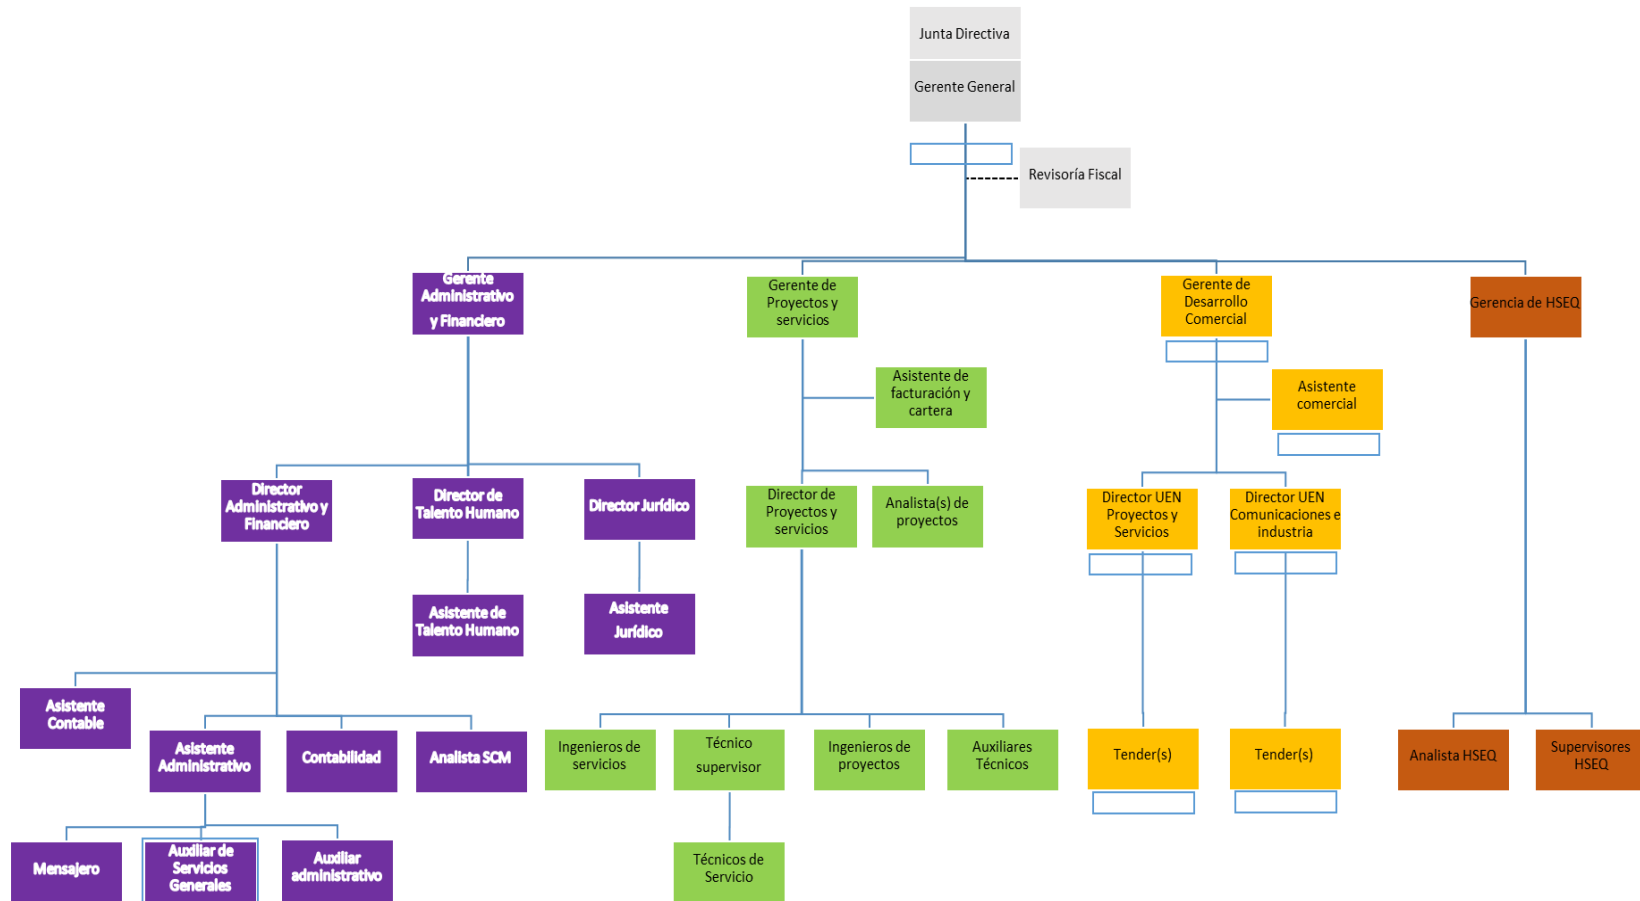 Junta Directiva
Gerente General
Revisoría Fiscal
Gerente
Administrativo
y Financiero
Gerente de
Proyectos y
servicios
Gerente de
Desarrollo
Comercial
Gerencia de HSEQ
Asistente de
facturación y
cartera
Asistente
comercial
Director
Administrativo y
Financiero
Director de
Talento Humano
Director Jurídico
Director de
Proyectos y
servicios
Analista(s) de
proyectos
Director UEN
Proyectos y
Servicios
Director UEN
Comunicaciones e
industria
Asistente de
Talento Humano
Asistente
Jurídico
Asistente
Contable
Asistente
Administrativo
Contabilidad
Analista SCM
Ingenieros de
servicios
Técnico
supervisor
Ingenieros de
proyectos
Auxiliares
Técnicos
Tender(s)
Tender(s)
Analista HSEQ
Supervisores
HSEQ
Mensajero
Auxiliar de
Servicios
Generales
Auxiliar
administrativo
Técnicos de
Servicio